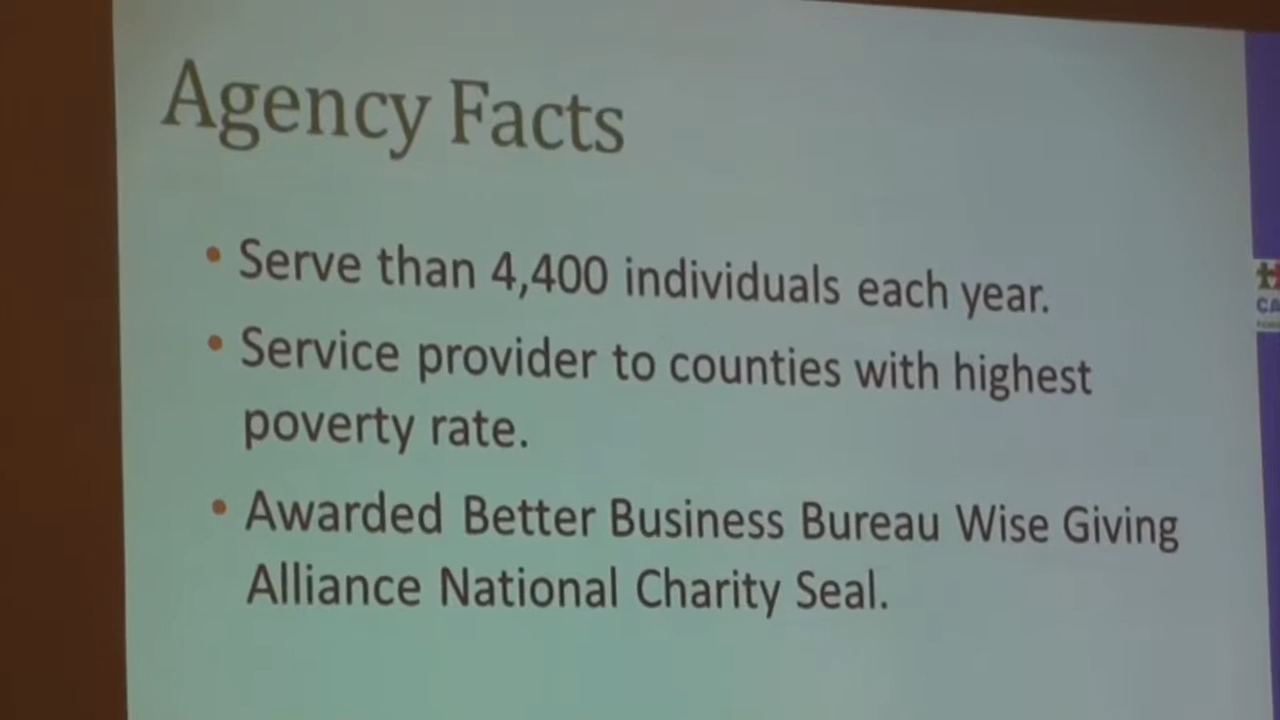 Agency Facts
• Serve than 4,400 individuals each year.
• Service provider to counties with highest
poverty rate.
• Awarded Better Business Bureau Wise Giving
Alliance National Charity Seal.
CA